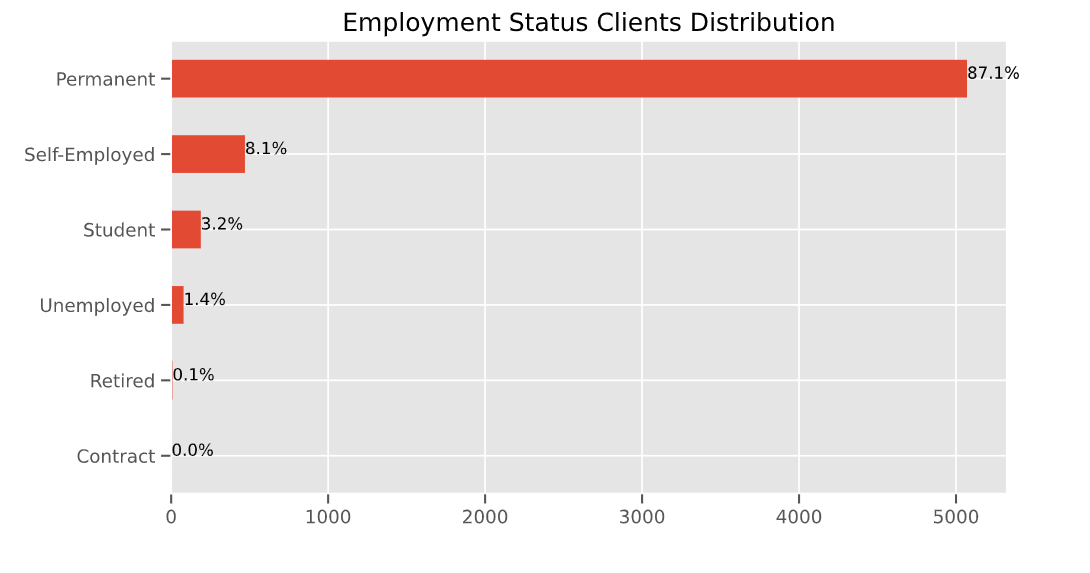 Employment Status Clients Distribution
Permanent 87.1%
Self-Employed 8.1%
Student 3.2%
Unemployed 1.4%
Retired 0.1%
Contract 0.0%
0 1000 2000 3000 4000 5000